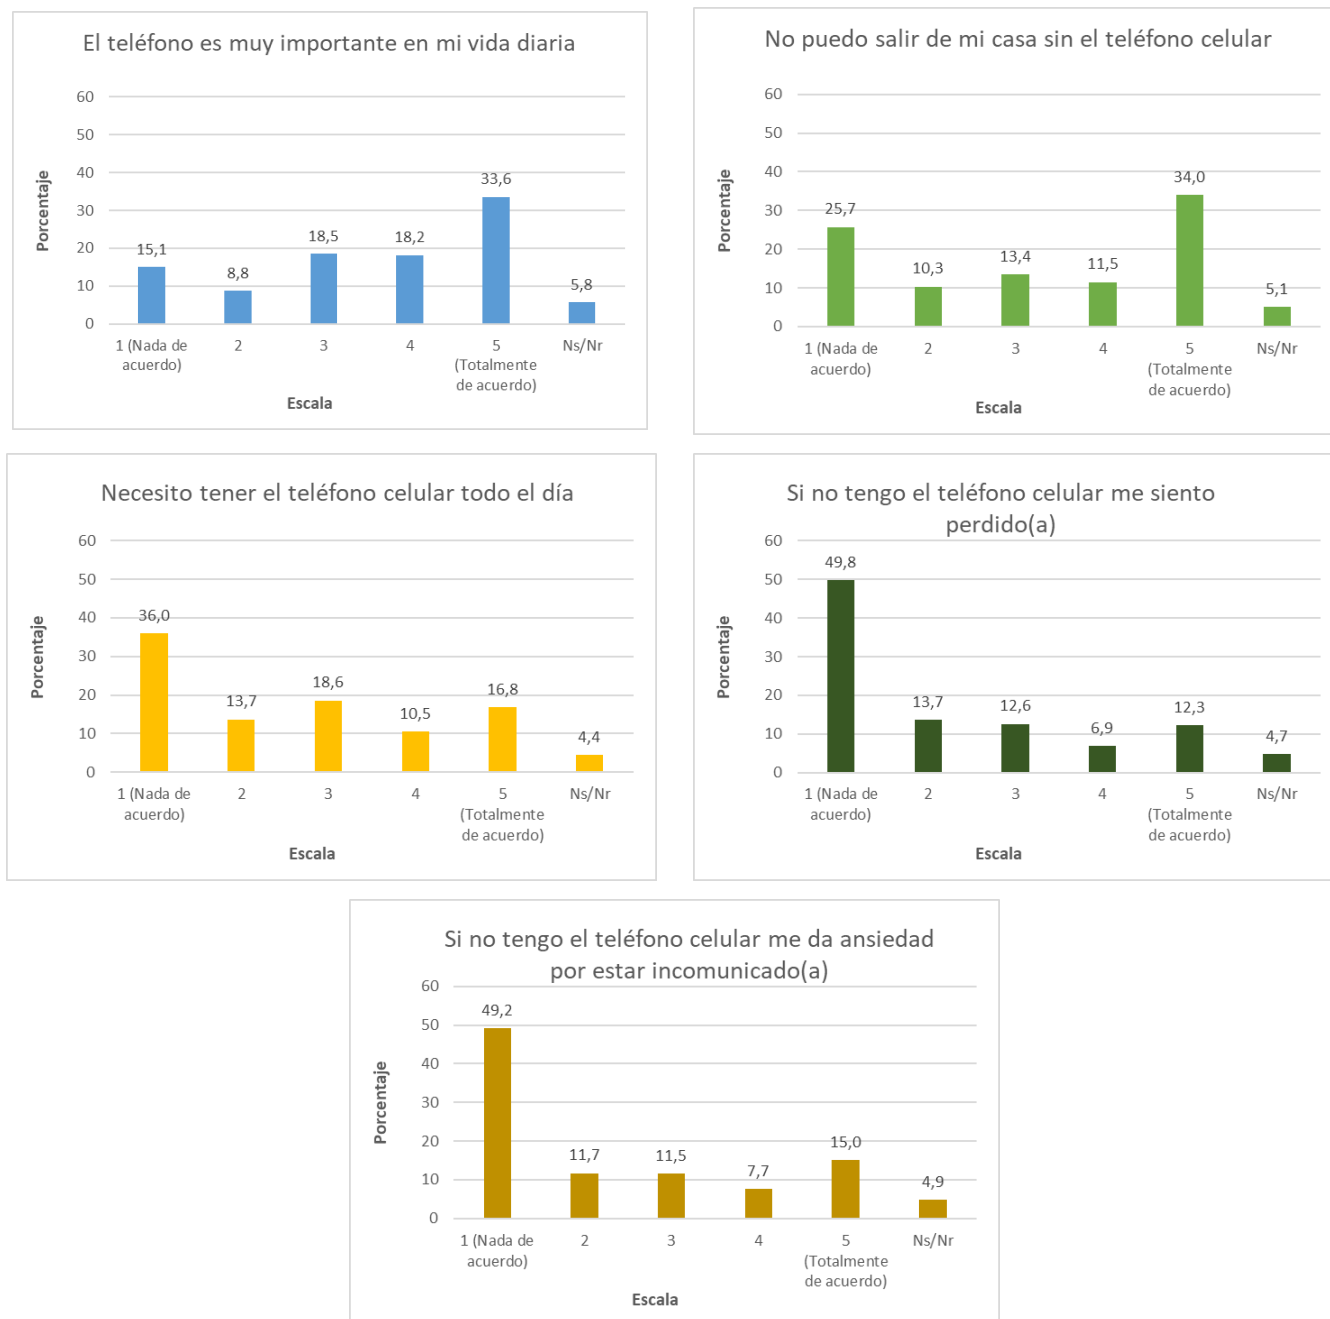 El teléfono es muy importante en mi vida diaria
60
50
40
30
20
10
0
Porcentaje
15,1
8,8
18,5
18,2
33,6
5,8
1 (Nada de
acuerdo)
2
3
4
5
(Totalmente
de acuerdo)
Ns/Nr
Escala
No puedo salir de mi casa sin el teléfono celular
60
50
40
30
20
10
0
Porcentaje
25,7
10,3
13,4
11,5
34,0
5,1
1 (Nada de
acuerdo)
2
3
4
5
(Totalmente
de acuerdo)
Ns/Nr
Escala
Necesito tener el teléfono celular todo el día
60
50
40
30
20
10
0
Porcentaje
36,0
13,7
18,6
10,5
16,8
4,4
1 (Nada de
acuerdo)
2
3
4
5
(Totalmente
de acuerdo)
Ns/Nr
Escala
Si no tengo el teléfono celular me siento
perdido(a)
60
50
40
30
20
10
0
Porcentaje
49,8
13,7
12,6
6,9
12,3
4,7
1 (Nada de
acuerdo)
2
3
4
5
(Totalmente
de acuerdo)
Ns/Nr
Escala
Si no tengo el teléfono celular me da ansiedad
por estar incomunicado(a)
60
50
40
30
20
10
0
Porcentaje
49,2
11,7
11,5
7,7
15,0
4,9
1 (Nada de
acuerdo)
2
3
4
5
(Totalmente
de acuerdo)
Ns/Nr
Escala